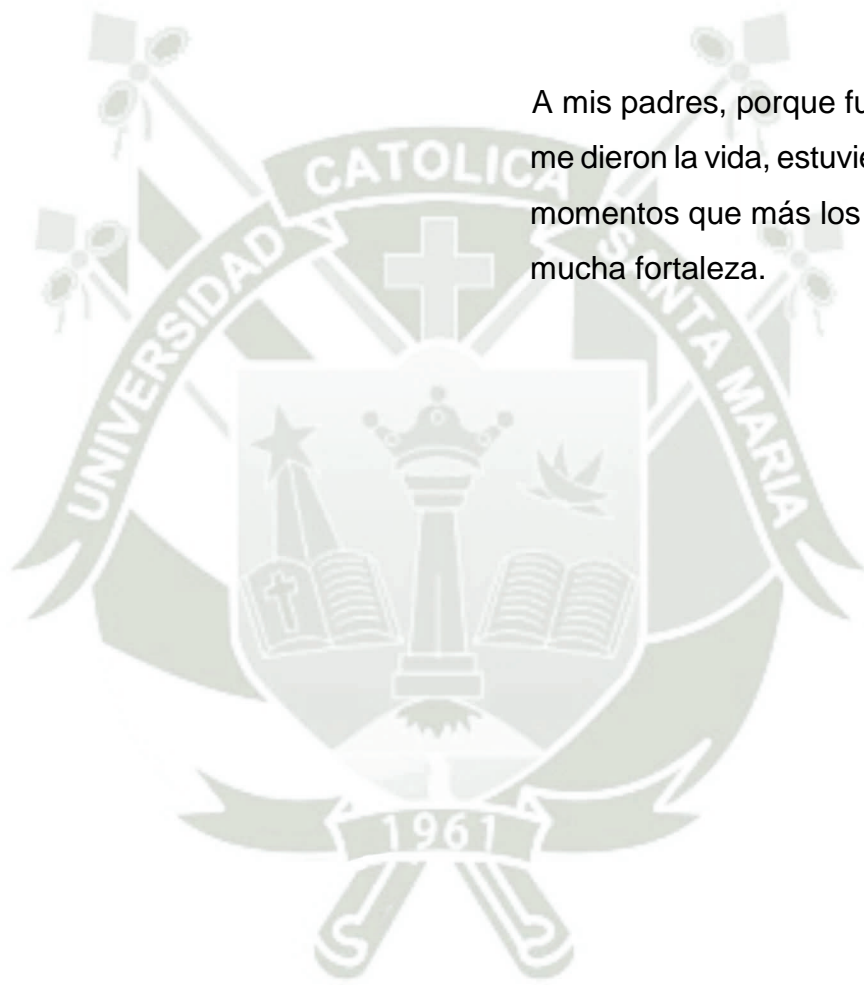 A mis padres, porque fu
me dieron la vida, estuvie
momentos que más los
mucha fortaleza.
UNIVERSIDAD CATOLICA SANTA MARIA
1961